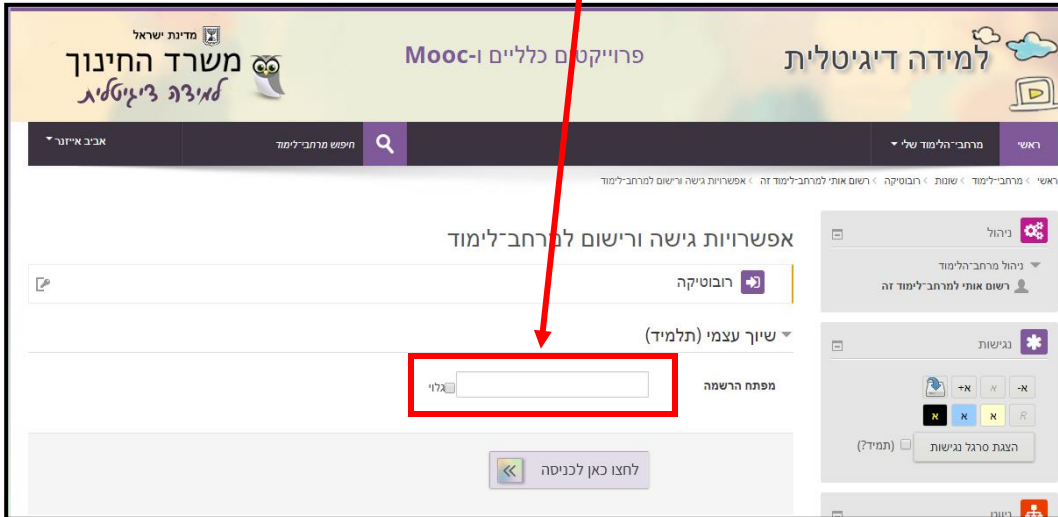 למידה דיגיטלית
פרוייקטים כלליים ו-Mooc
מדינת ישראל
משרד החינוך
למידה דיגיטלית
ראשי
מרחבי־הלימוד שלי
חיפוש מרחבי־לימוד
אביב אייזנר
ראשי › מרחבי־לימוד › שונות › רובוטיקה › רשום אותי למרחב־לימוד זה › אפשרויות גישה ורישום למרחב־לימוד
ניהול
ניהול מרחב־הלימוד
רשום אותי למרחב־לימוד זה
נגישות
א- א א+
R א א א
הצגת סרגל נגישות (תמיד?)
ניווט
אפשרויות גישה ורישום למרחב־לימוד
רובוטיקה
שיוך עצמי (תלמיד)
מפתח הרשמה
גלוי
לחצו כאן לכניסה